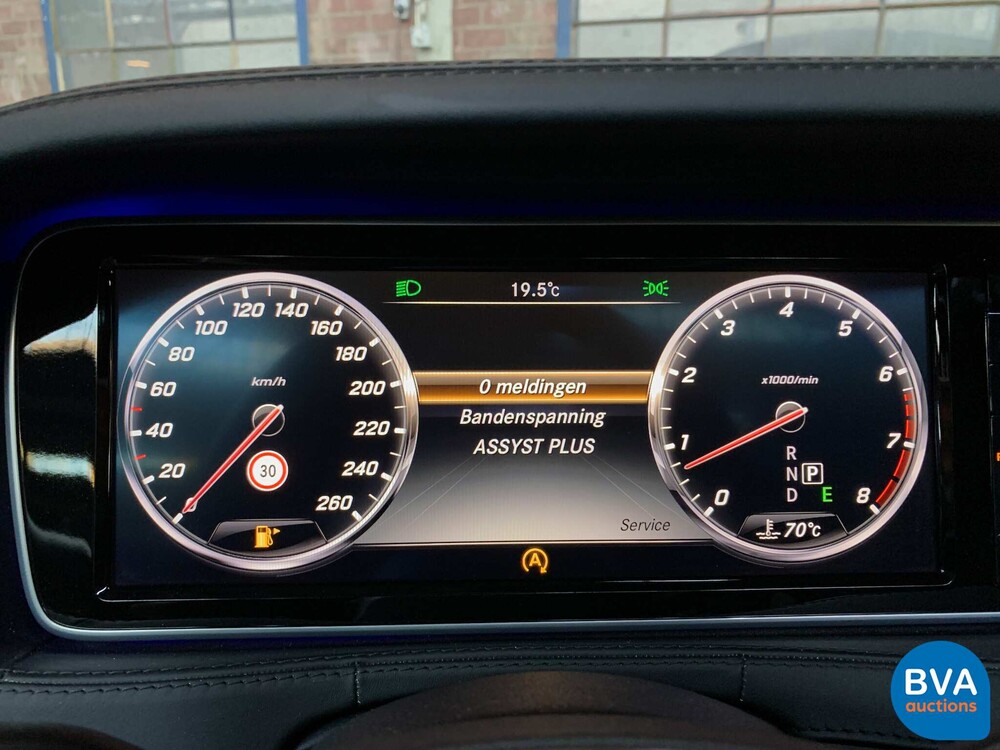 19.5°C
120 140
100 160
80 180
60 200
40 220
20 240
0 260
km/h
30
0 meldingen
Bandenspanning
ASSYST PLUS
Service
A
4
3 5
2 6
1 7
0 8
x1000/min
R
N P
D E
70°C
BVA
auctions